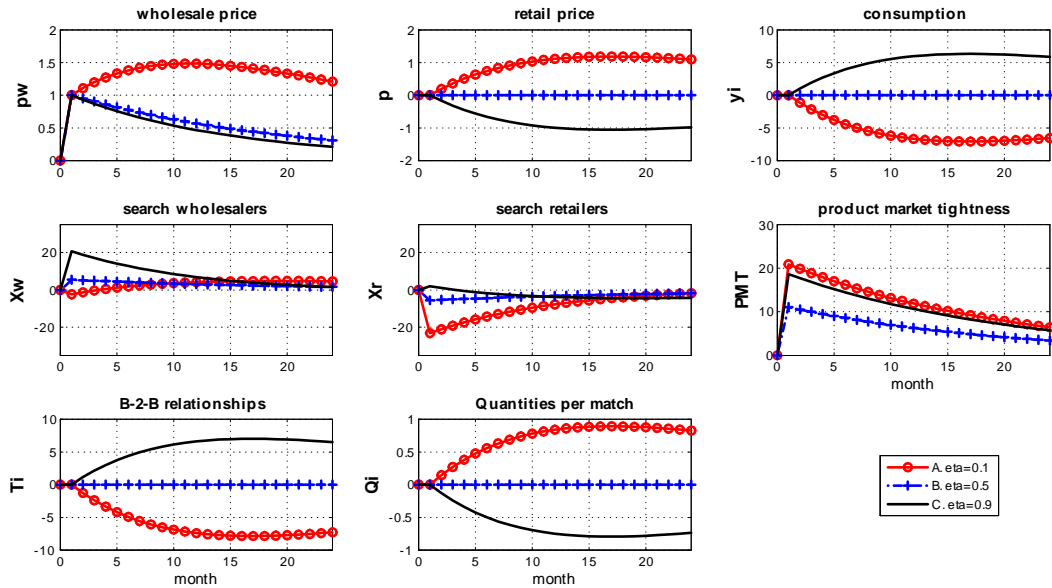 wholesale price
retail price
consumption
2
1.5
1
0.5
0
pw
0 5 10 15 20
2
1
0
-1
-2
p
0 5 10 15 20
10
5
0
-5
-10
yi
0 5 10 15 20
search wholesalers
search retailers
product market tightness
20
0
-20
Xw
0 5 10 15 20
20
0
-20
Xr
0 5 10 15 20
30
20
10
0
PMT
0 5 10 15 20
month
B-2-B relationships
Quantities per match
10
5
0
-5
-10
Ti
0 5 10 15 20
month
1
0.5
0
-0.5
-1
Qi
0 5 10 15 20
month
A. eta=0.1
B. eta=0.5
C. eta=0.9